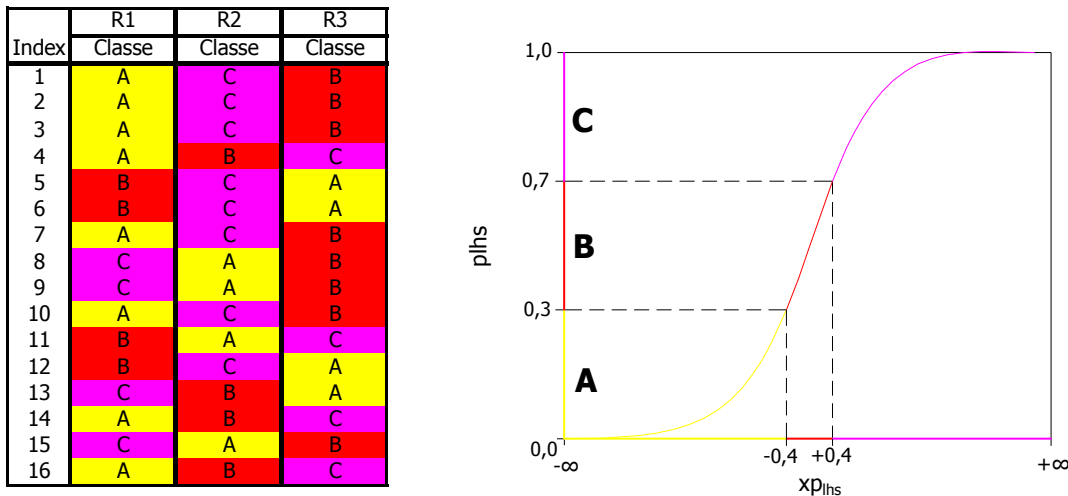 R1 R2 R3
Index Classe Classe Classe
1 A C B
2 A C B
3 A C B
4 A B C
5 B C A
6 B C A
7 A C B
8 C A B
9 C A B
10 A C B
11 B A C
12 B C A
13 C B A
14 A B C
15 C A B
16 A B C
1,0
C
0,7
plhs
B
0,3
A
0,0
-∞ -0,4 +0,4 +∞
xplhs